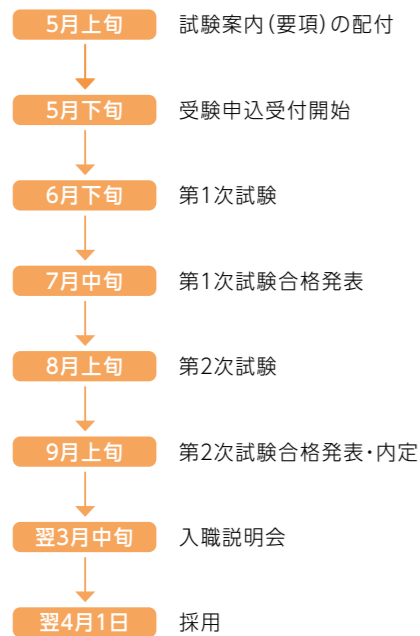 5月上旬 試験案内(要項)の配付
5月下旬 受験申込受付開始
6月下旬 第1次試験
7月中旬 第1次試験合格発表
8月上旬 第2次試験
9月上旬 第2次試験合格発表・内定
翌3月中旬 入職説明会
翌4月1日 採用